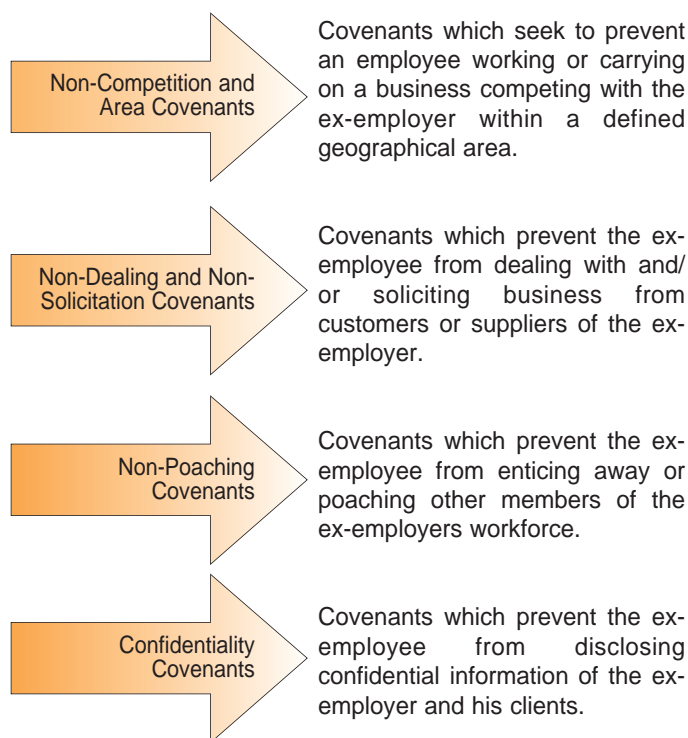 Non-Competition and
Area Covenants
Covenants which seek to prevent
an employee working or carrying
on a business competing with the
ex-employer within a defined
geographical area.
Non-Dealing and Non-
Solicitation Covenants
Covenants which prevent the ex-
employee from dealing with and/
or soliciting business from
customers or suppliers of the ex-
employer.
Non-Poaching
Covenants
Covenants which prevent the ex-
employee from enticing away or
poaching other members of the
ex-employers workforce.
Confidentiality
Covenants
Covenants which prevent the ex-
employee from disclosing
confidential information of the ex-
employer and his clients.